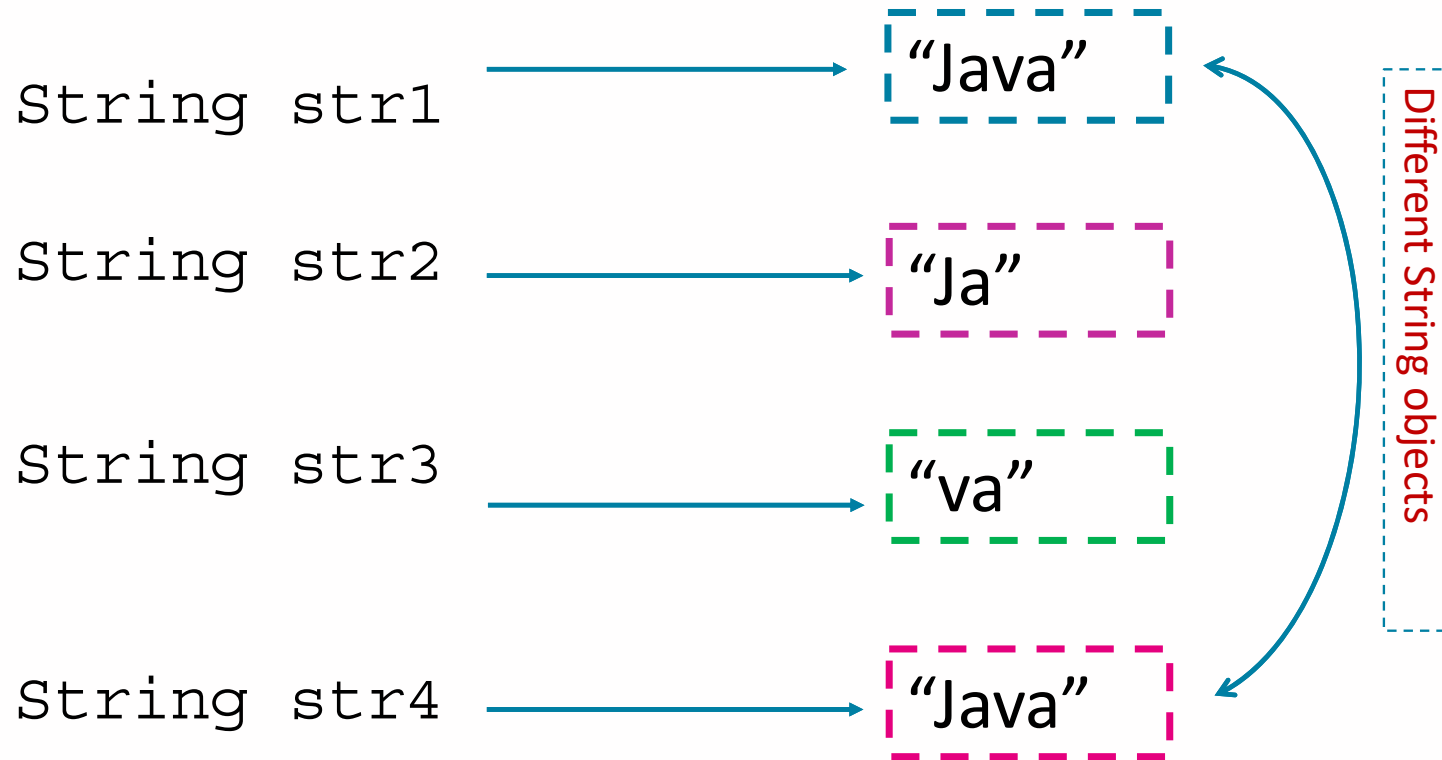 String str1
“Java”
String str2
“Ja”
String str3
“va”
String str4
“Java”
Different String objects